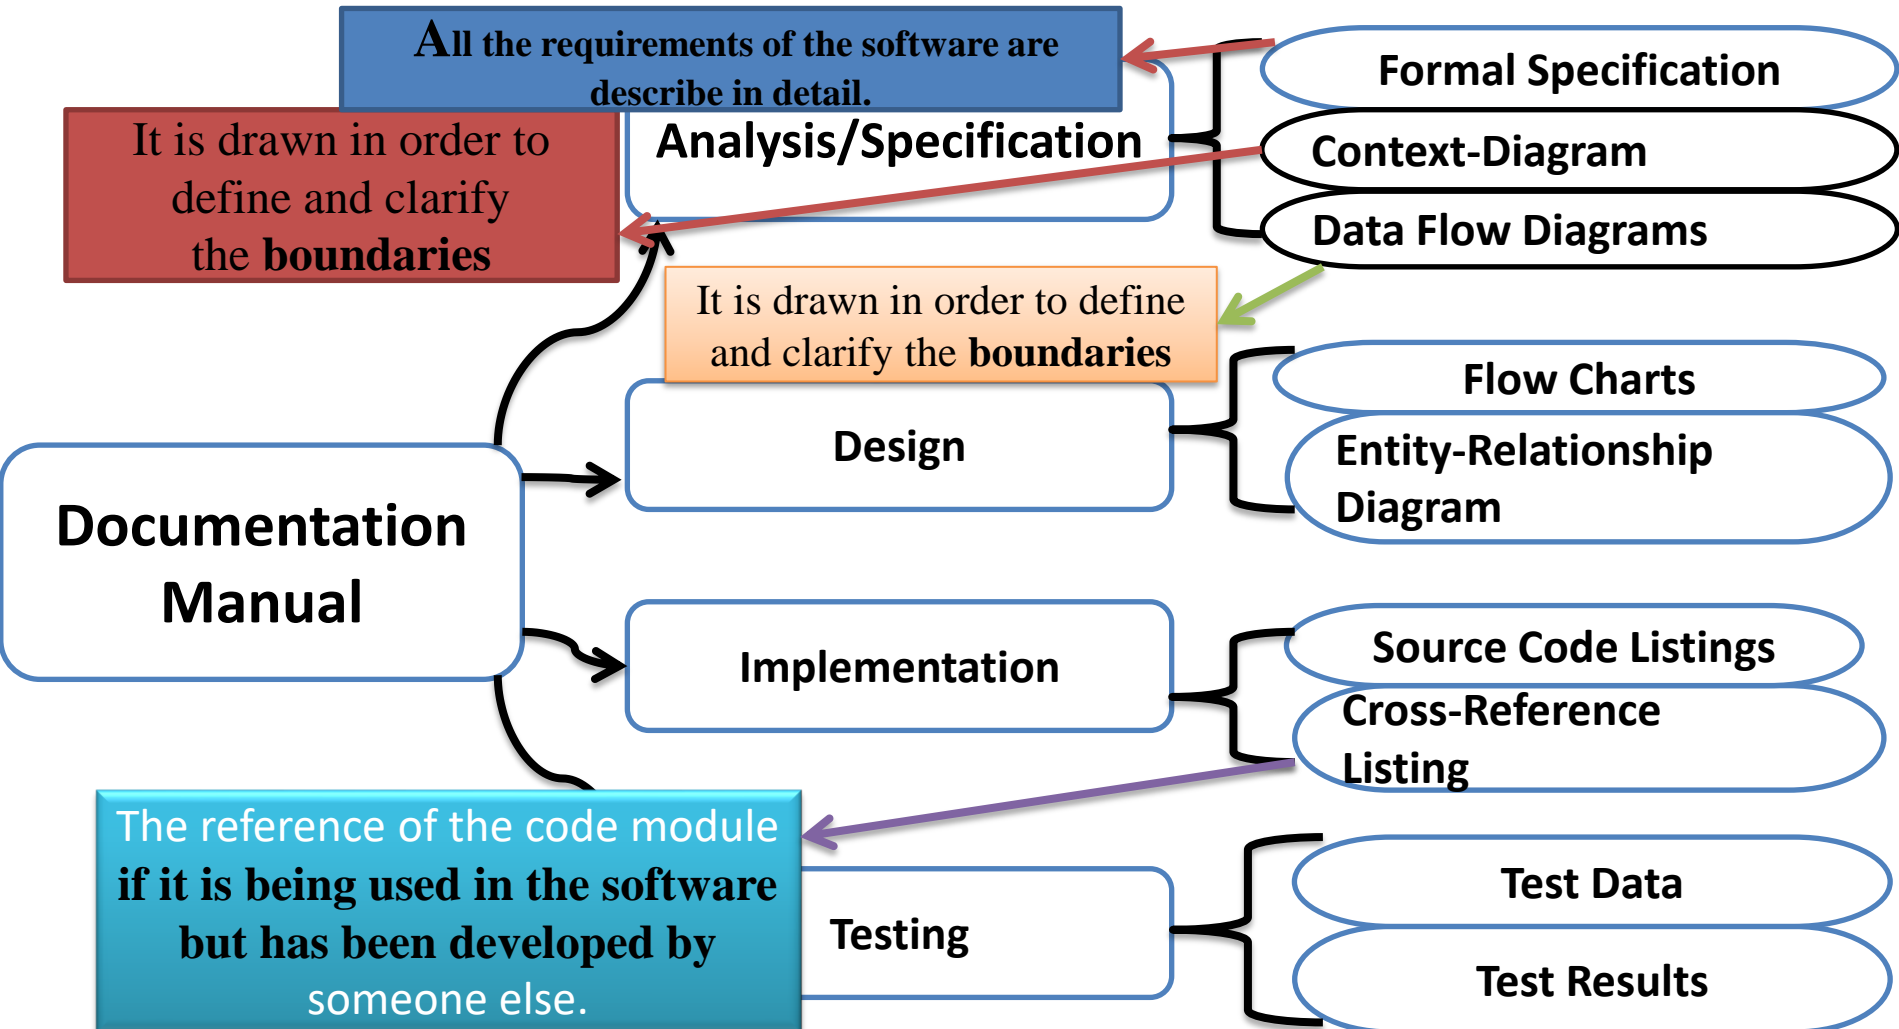 All the requirements of the software are
describe in detail.
Formal Specification
It is drawn in order to
define and clarify
the boundaries
Analysis/Specification
Context-Diagram
Data Flow Diagrams
It is drawn in order to define
and clarify the boundaries
Flow Charts
Design
Entity-Relationship
Diagram
Documentation
Manual
Implementation
Source Code Listings
Cross-Reference
Listing
The reference of the code module
if it is being used in the software
but has been developed by
someone else.
Testing
Test Data
Test Results